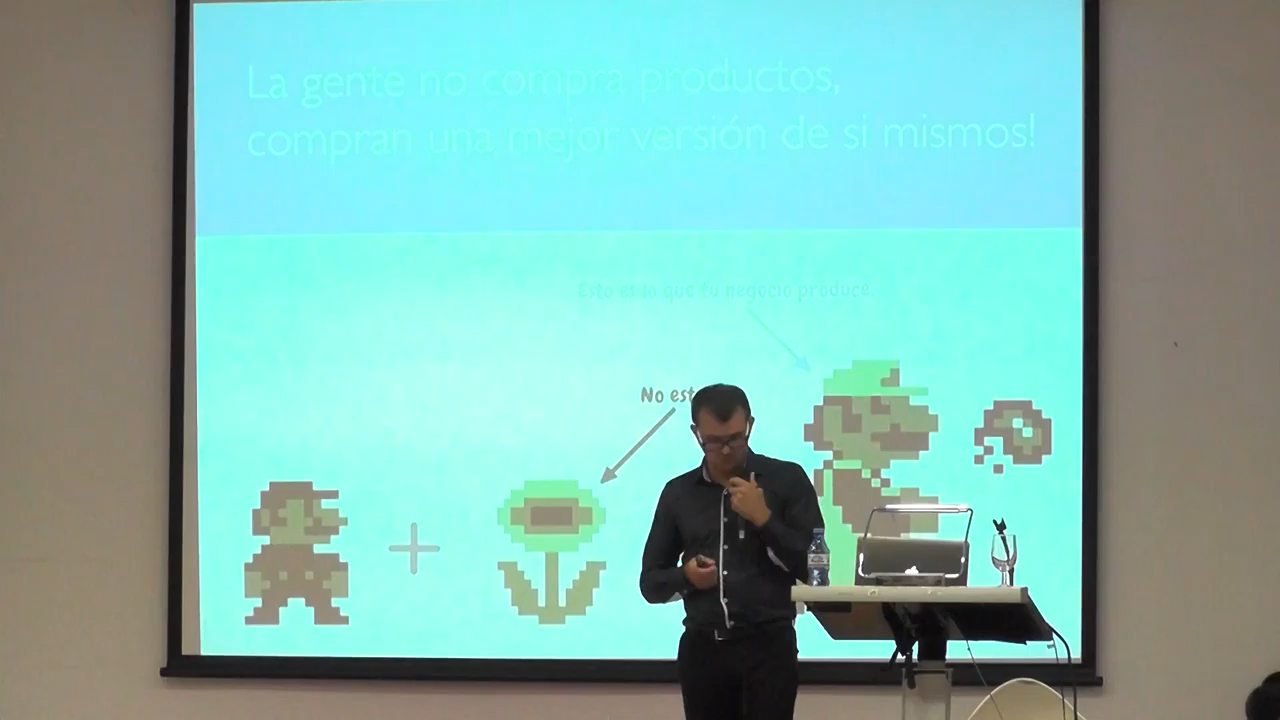 La gente no compra productos,
compran una mejor versión de si mismos!
Esto es lo que tu negocio produce.
No est